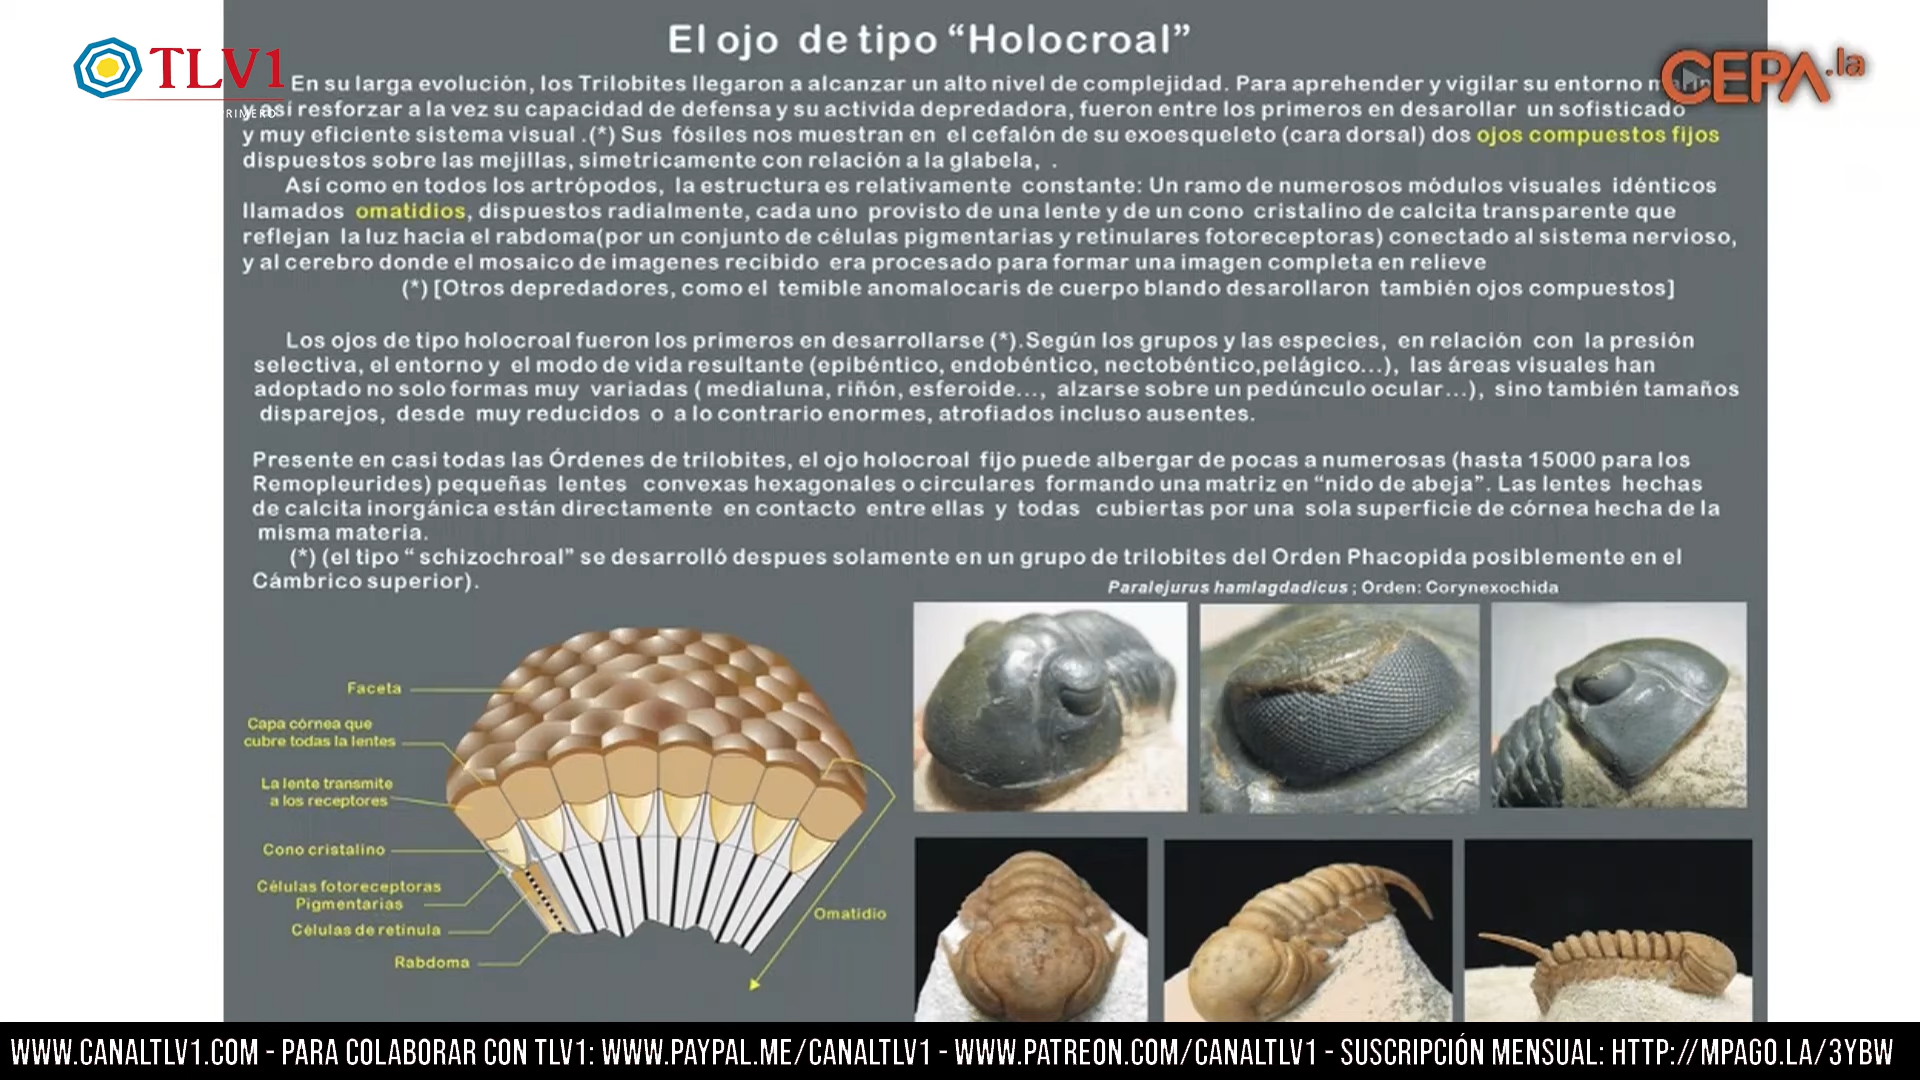 El ojo de tipo “Holocroal”
TLV1
CEPA.la
En su larga evolución, los Trilobites llegaron a alcanzar un alto nivel de complejidad. Para aprehender y vigilar su entorno
y así resforzar a la vez su capacidad de defensa y su activida depredadora, fueron entre los primeros en desarollar un sofisticado
y muy eficiente sistema visual .(*) Sus fósiles nos muestran en el cefalón de su exoesqueleto (cara dorsal) dos ojos compuestos fijos
dispuestos sobre las mejillas, simetricamente con relación a la glabela, .
Así como en todos los artrópodos, la estructura es relativamente constante: Un ramo de numerosos módulos visuales idénticos
llamados omatidios, dispuestos radialmente, cada uno provisto de una lente y de un cono cristalino de calcita transparente que
reflejan la luz hacia el rabdoma(por un conjunto de células pigmentarias y retinulares fotoreceptoras) conectado al sistema nervioso,
y al cerebro donde el mosaico de imagenes recibido era procesado para formar una imagen completa en relieve
(*) [Otros depredadores, como el temible anomalocaris de cuerpo blando desarollaron también ojos compuestos]
Los ojos de tipo holocroal fueron los primeros en desarrollarse (*).Según los grupos y las especies, en relación con la presión
selectiva, el entorno y el modo de vida resultante (epibéntico, endobéntico, nectobéntico,pelágico...), las áreas visuales han
adoptado no solo formas muy variadas ( medialuna, riñón, esferoide..., alzarse sobre un pedúnculo ocular...), sino también tamaños
disparejos, desde muy reducidos o a lo contrario enormes, atrofiados incluso ausentes.
Presente en casi todas las Órdenes de trilobites, el ojo holocroal fijo puede albergar de pocas a numerosas (hasta 15000 para los
Remopleurides) pequeñas lentes convexas hexagonales o circulares formando una matriz en “nido de abeja”. Las lentes hechas
de calcita inorgánica están directamente en contacto entre ellas y todas cubiertas por una sola superficie de córnea hecha de la
misma materia.
(*) (el tipo “ schizochroal” se desarrolló despues solamente en un grupo de trilobites del Orden Phacopida posiblemente en el
Cámbrico superior).
Paralejurus hamlagdadicus ; Orden: Corynexochida
Faceta
Capa córnea que
cubre todas la lentes
La lente transmite
a los receptores
Cono cristalino
Células fotoreceptoras
Pigmentarias
Células de retínula
Rabdoma
Omatidio
WWW.CANALTLV1.COM - PARA COLABORAR CON TLV1: WWW.PAYPAL.ME/CANALTLV1 - WWW.PATREON.COM/CANALTLV1 - SUSCRIPCIÓN MENSUAL: HTTP://MPAGO.LA/3YBW